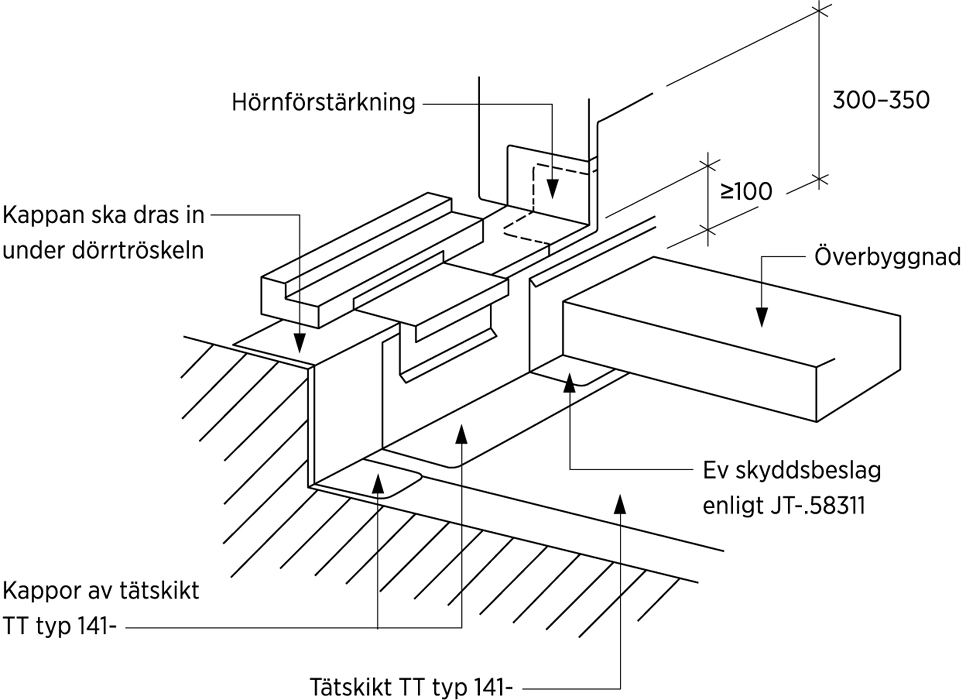 300–350
Hörnförstärkning
≥100
Kappan ska dras in
under dörrtröskeln
Överbyggnad
Ev skyddsbeslag
enligt JT-.58311
Kappor av tätskikt
TT typ 141-
Tätskikt TT typ 141-